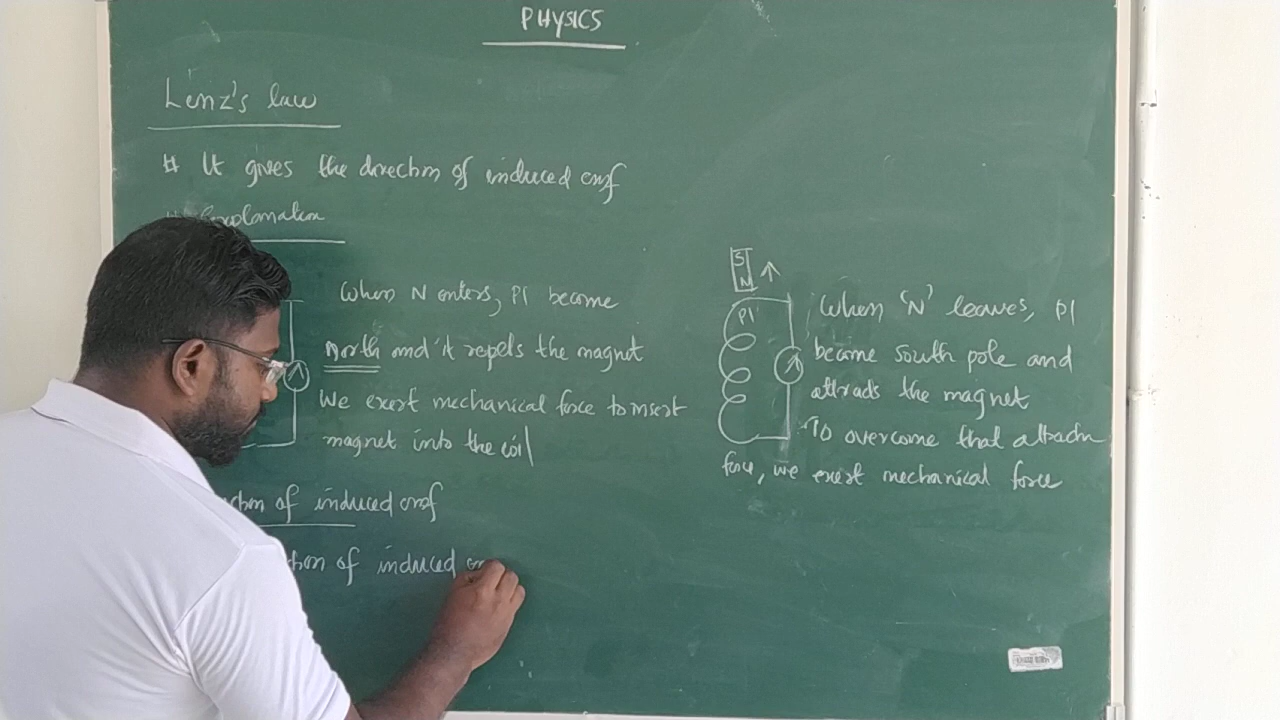 PHYSICS
Lenz's law
# It gives the direction of induced emf
# Explanation
When N enters, P1 become
north and it repels the magnet
We exert mechanical force to insert
magnet into the coil
of induced emf
of induced
S
N
P1
When 'N' leaves, P1
became south pole and
attracts the magnet
To overcome that
force, we exert mechanical force